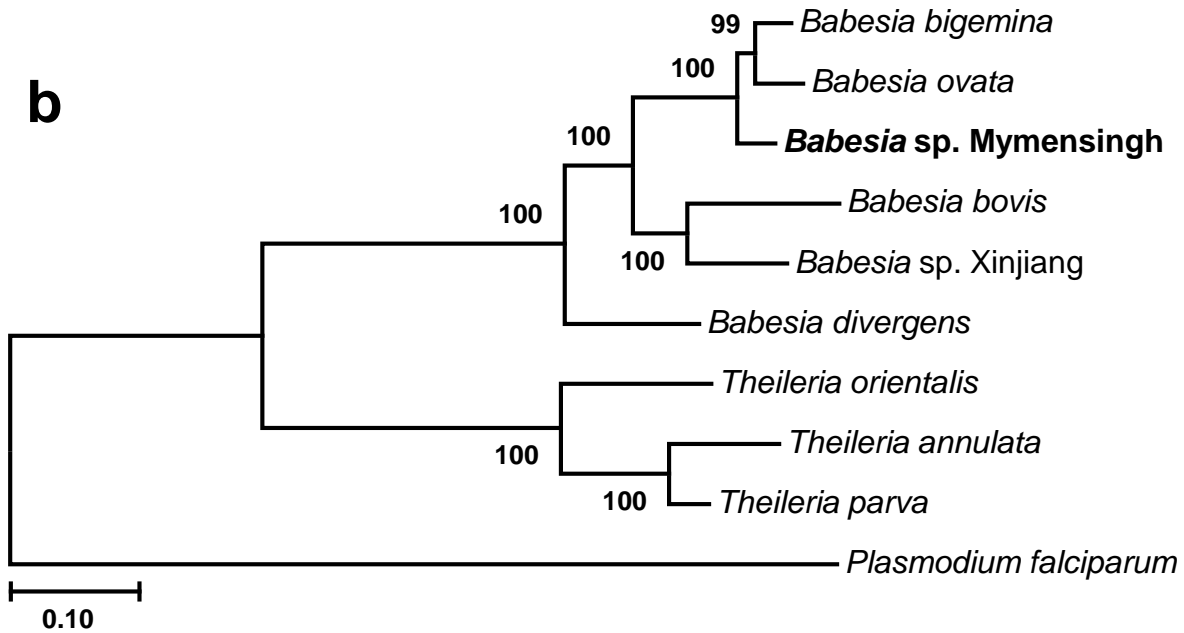 b
99
Babesia bigemina
100
Babesia ovata
100
Babesia sp. Mymensingh
100
Babesia bovis
100
Babesia sp. Xinjiang
Babesia divergens
Theileria orientalis
100
Theileria annulata
100
Theileria parva
Plasmodium falciparum
0.10